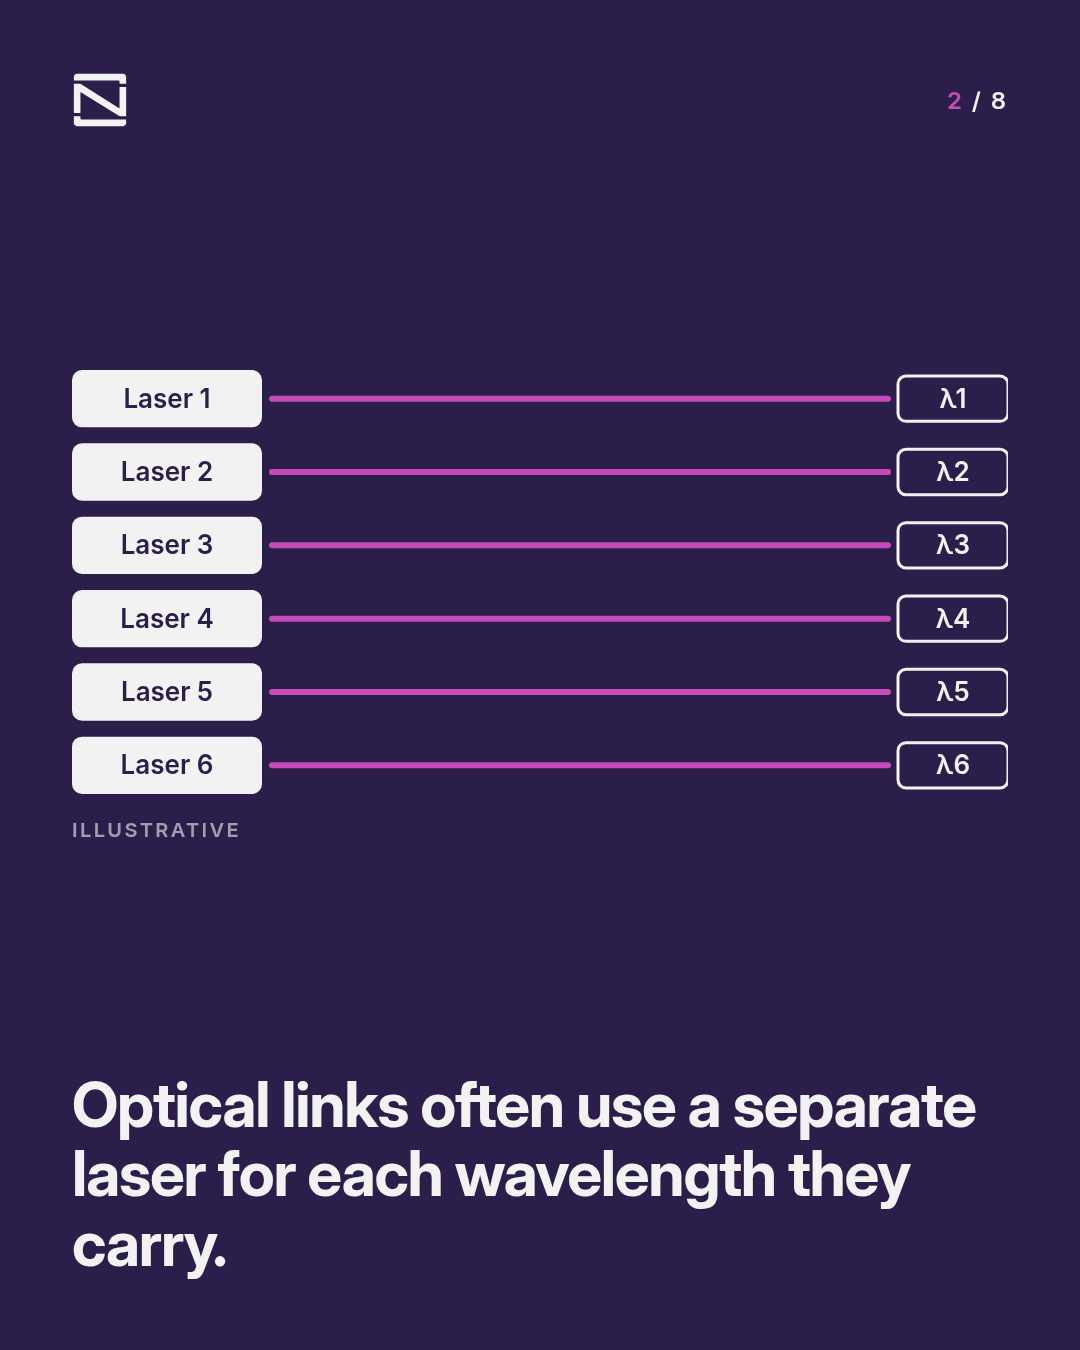 2 / 8
Laser 1
λ1
Laser 2
λ2
Laser 3
λ3
Laser 4
λ4
Laser 5
λ5
Laser 6
λ6
ILLUSTRATIVE
Optical links often use a separate
laser for each wavelength they
carry.